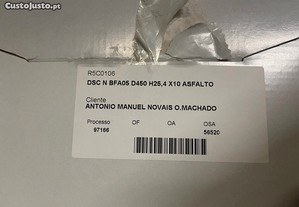 CustoJusto.pt
R5C0106
DSC N BFA05 D450 H25,4 X10 ASFALTO
Cliente
ANTONIO MANUEL NOVAIS O.MACHADO
Processo OF OA OSA
97166 56520